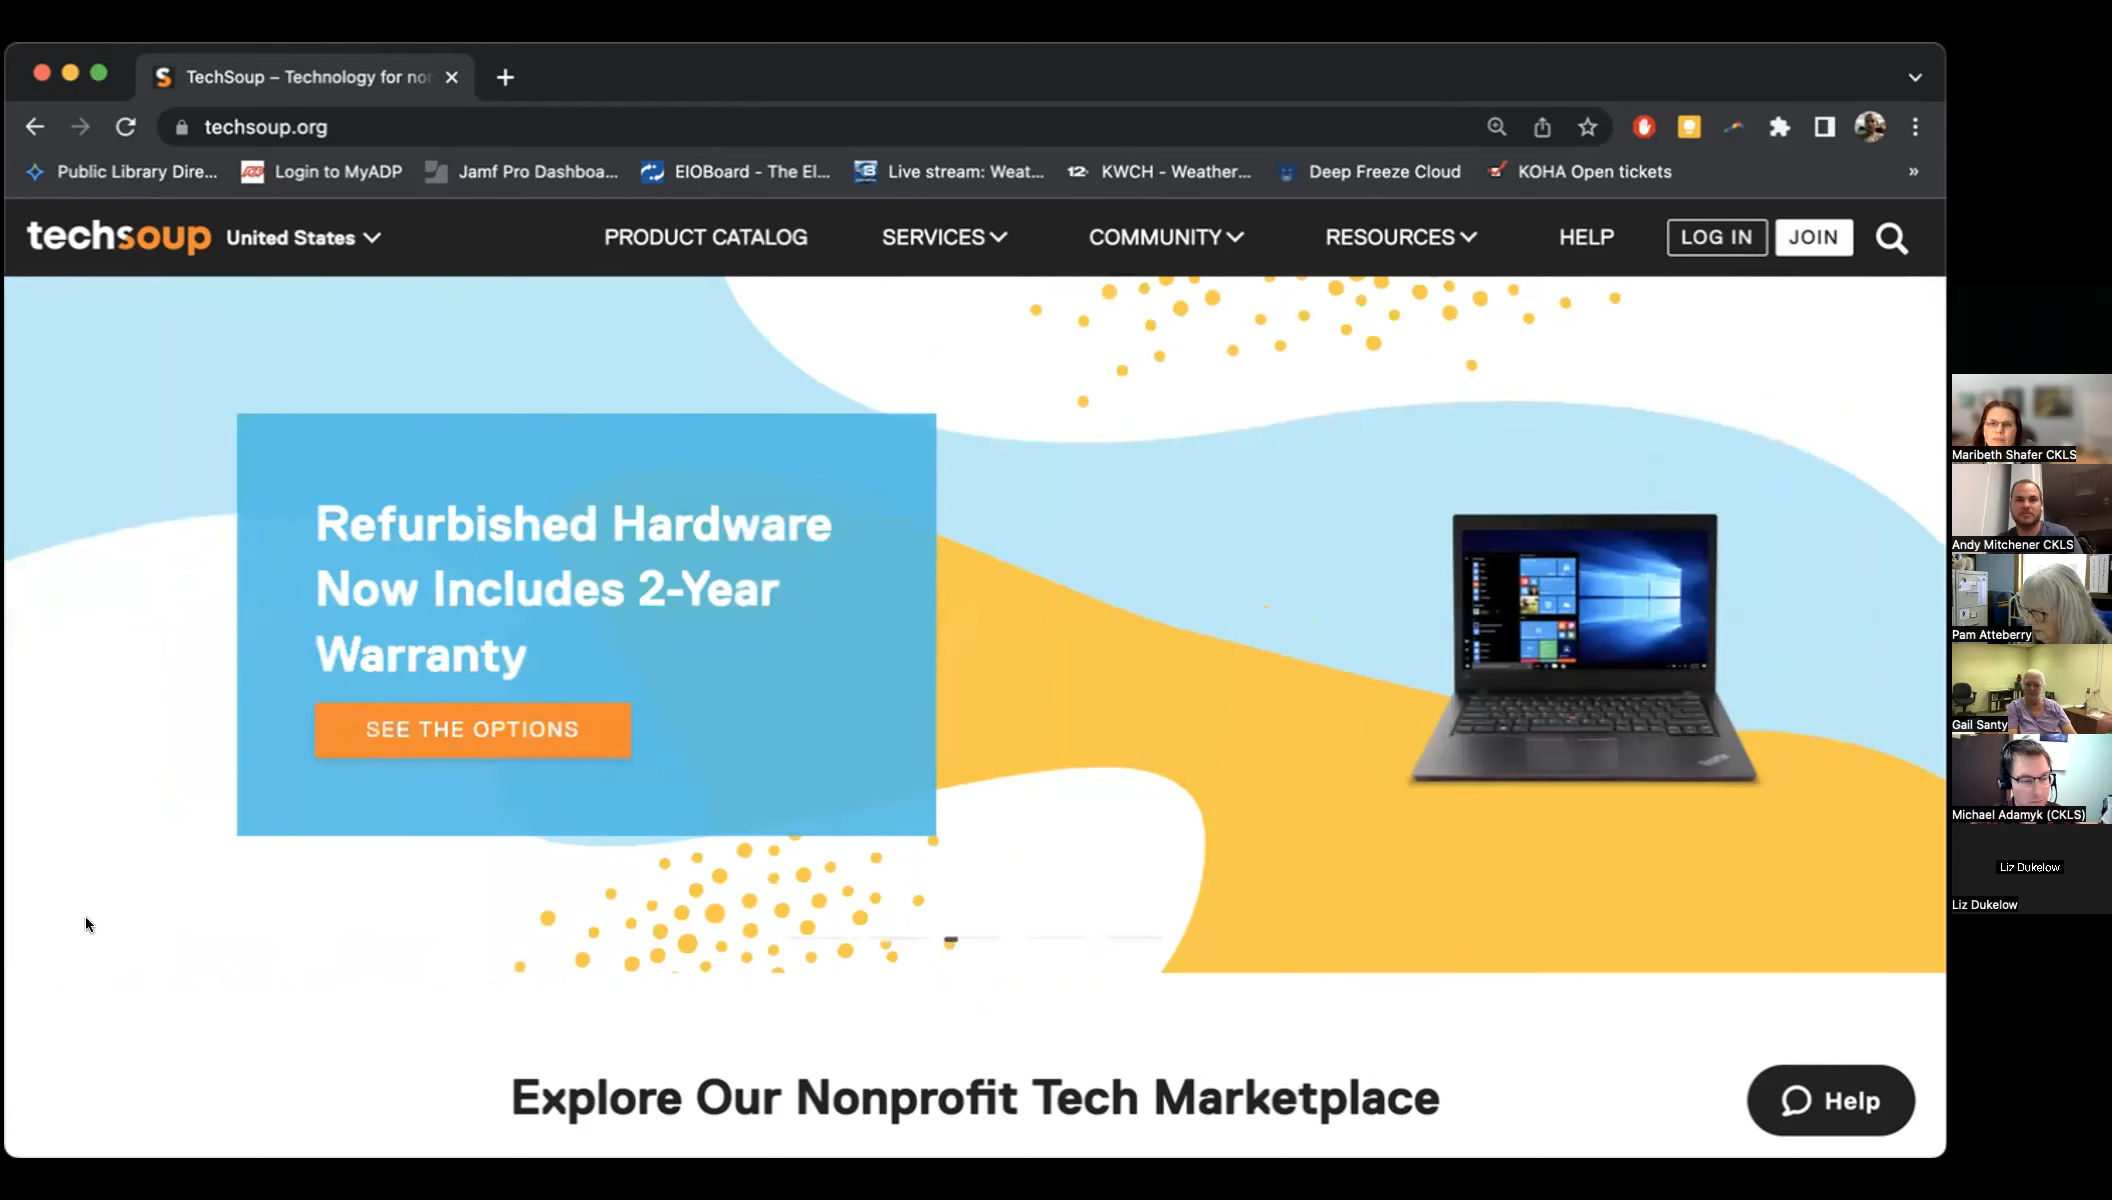 TechSoup – Technology for nor
techsoup.org
Public Library Dire...
Login to MyADP
Jamf Pro Dashboa...
EIOBoard - The El...
Live stream: Weat...
12
KWCH - Weather...
Deep Freeze Cloud
KOHA Open tickets
techsoup
United States
PRODUCT CATALOG
SERVICES
COMMUNITY
RESOURCES
HELP
LOG IN
JOIN
Refurbished Hardware
Now Includes 2-Year
Warranty
SEE THE OPTIONS
Explore Our Nonprofit Tech Marketplace
Help
Maribeth Shafer CKLS
Andy Mitchener CKLS
Pam Atteberry
Gail Santy
Michael Adamyk (CKLS)
Liz Dukelow
Liz Dukelow